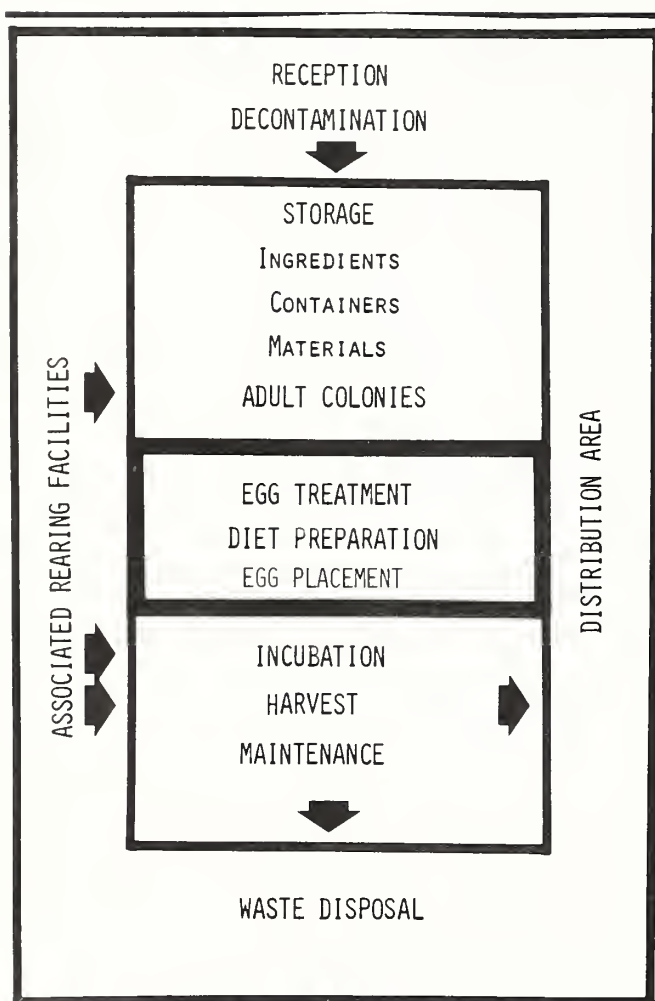 RECEPTION
DECONTAMINATION
STORAGE
INGREDIENTS
CONTAINERS
MATERIALS
ADULT COLONIES
EGG TREATMENT
DIET PREPARATION
EGG PLACEMENT
INCUBATION
HARVEST
MAINTENANCE
WASTE DISPOSAL
ASSOCIATED REARING FACILITIES
DISTRIBUTION AREA